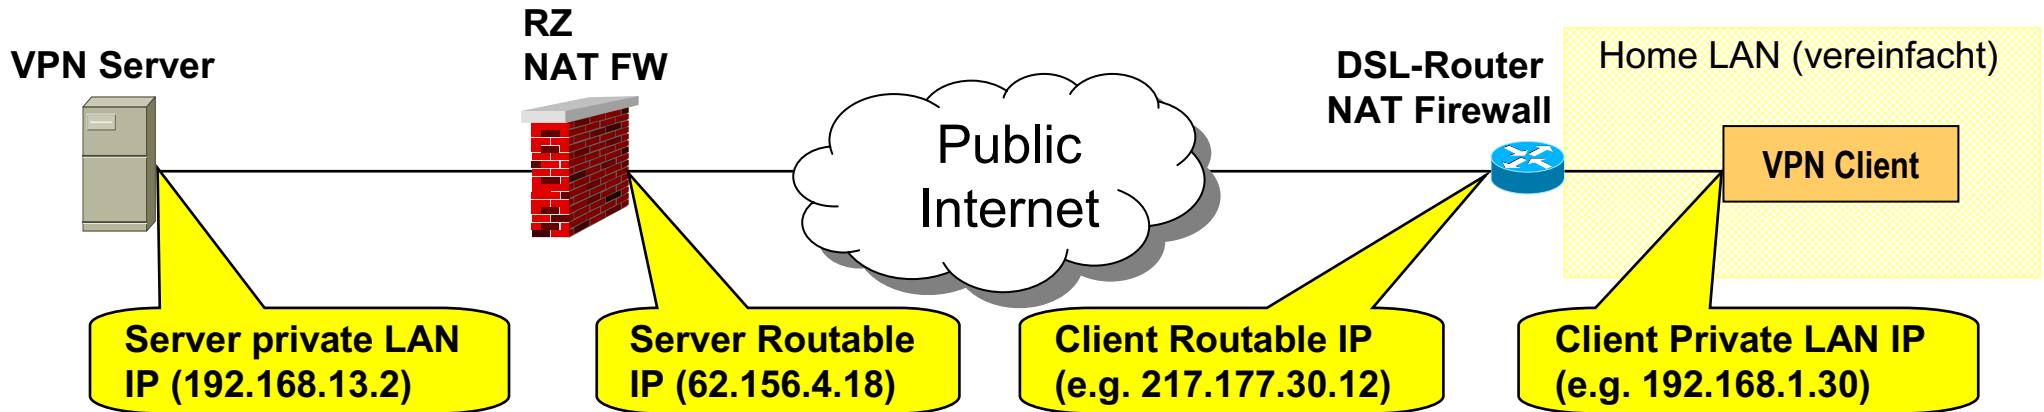 VPN Server
RZ
NAT FW
Public
Internet
DSL-Router
NAT Firewall
Home LAN (vereinfacht)
VPN Client
Server private LAN
IP (192.168.13.2)
Server Routable
IP (62.156.4.18)
Client Routable IP
(e.g. 217.177.30.12)
Client Private LAN IP
(e.g. 192.168.1.30)